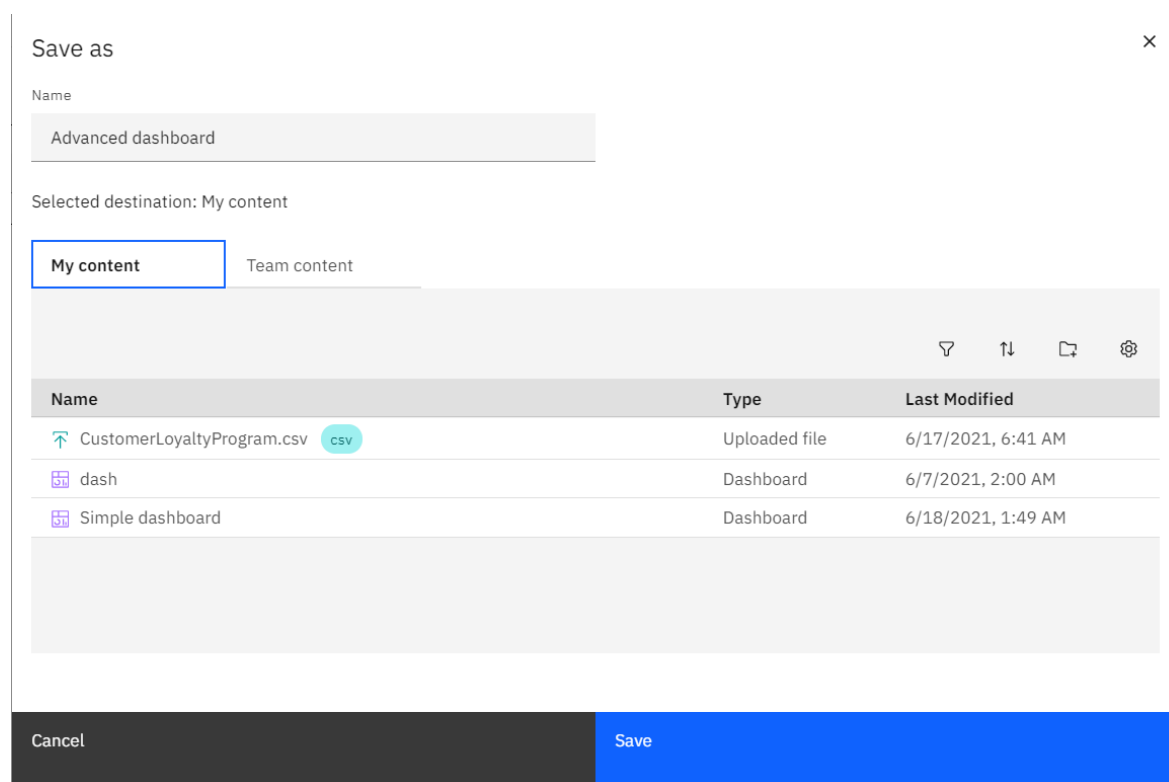 Save as
Name
Advanced dashboard
Selected destination: My content
My content Team content
Name Type Last Modified
CustomerLoyaltyProgram.csv csv Uploaded file 6/17/2021, 6:41 AM
dash Dashboard 6/7/2021, 2:00 AM
Simple dashboard Dashboard 6/18/2021, 1:49 AM
Cancel Save